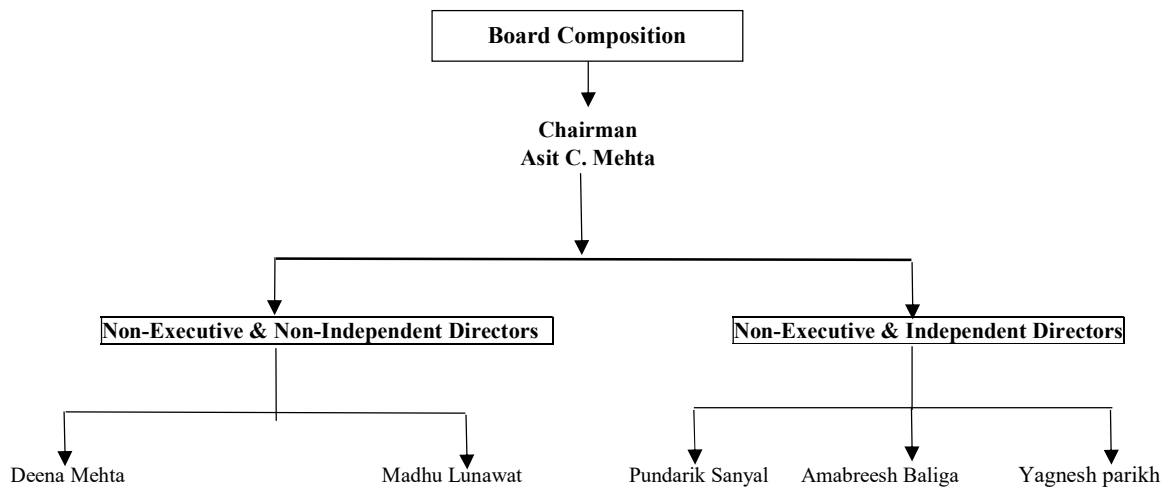 Board Composition
Chairman
Asit C. Mehta
Non-Executive & Non-Independent Directors
Non-Executive & Independent Directors
Deena Mehta
Madhu Lunawat
Pundarik Sanyal
Amabreesh Baliga
Yagnesh parikh